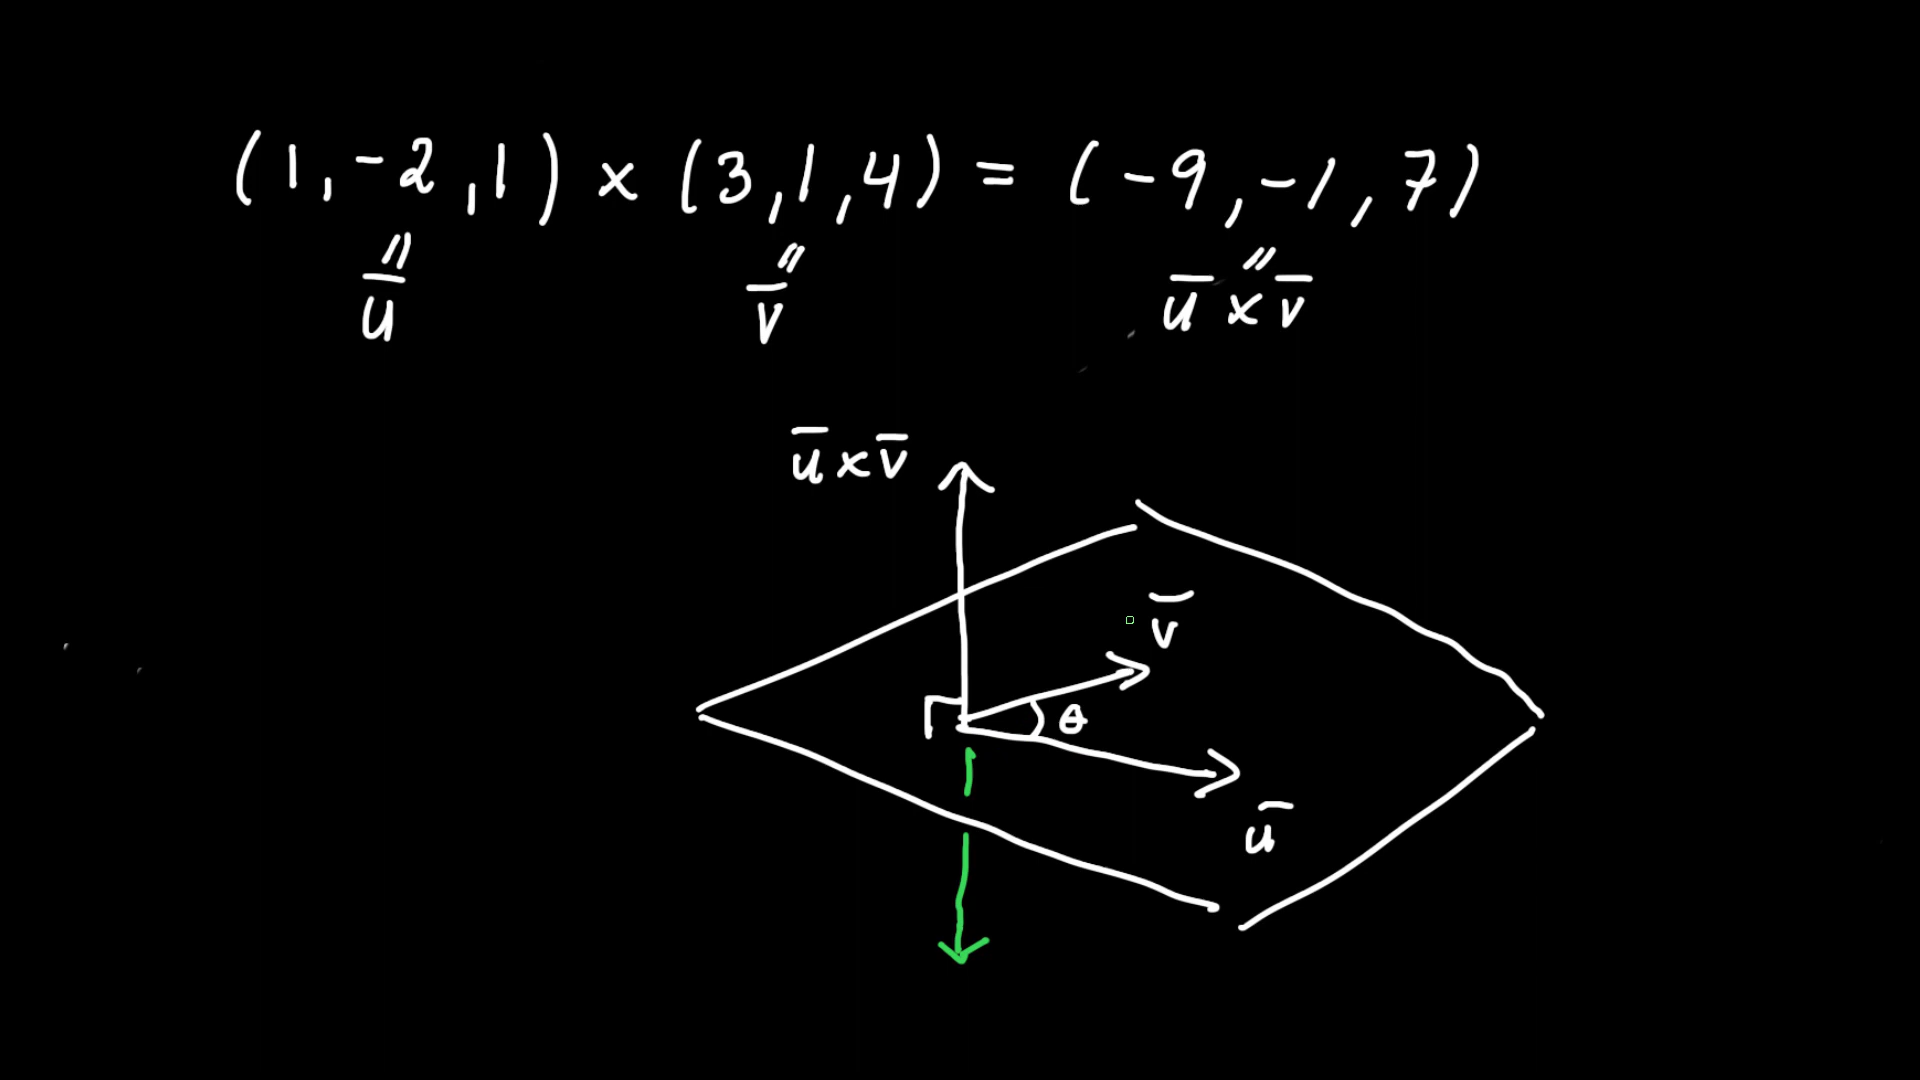 (1,-2,1) × (3,1,4) = (-9,-1,7)
ū v̄ ū×v̄
ū×v̄
v̄
θ
ū